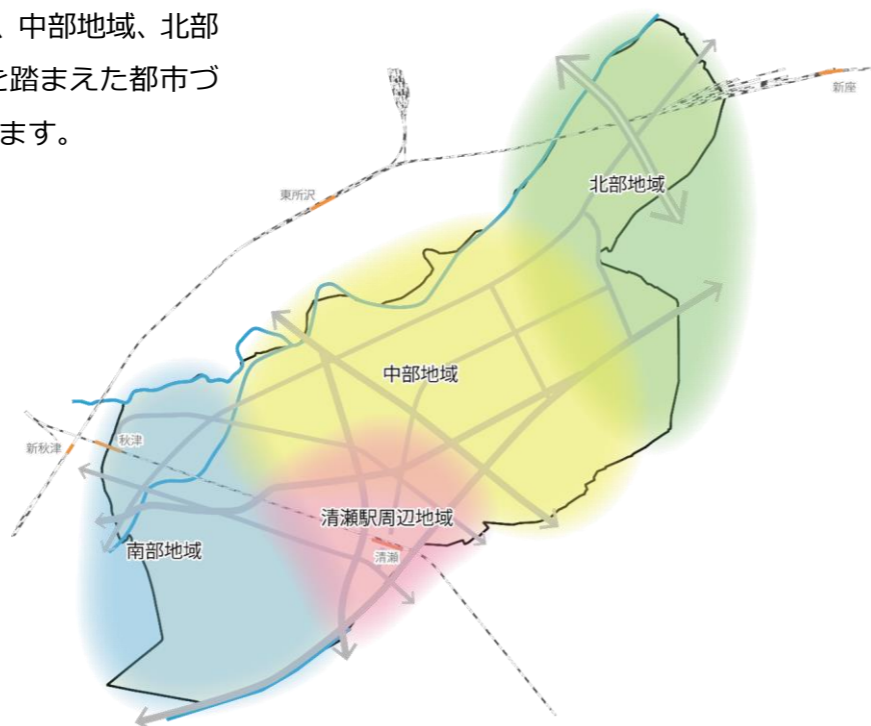 、中部地域、北部
を踏まえた都市づ
ます。
新座
東所沢
北部地域
中部地域
新秋津
秋津
清瀬駅周辺地域
清瀬
南部地域